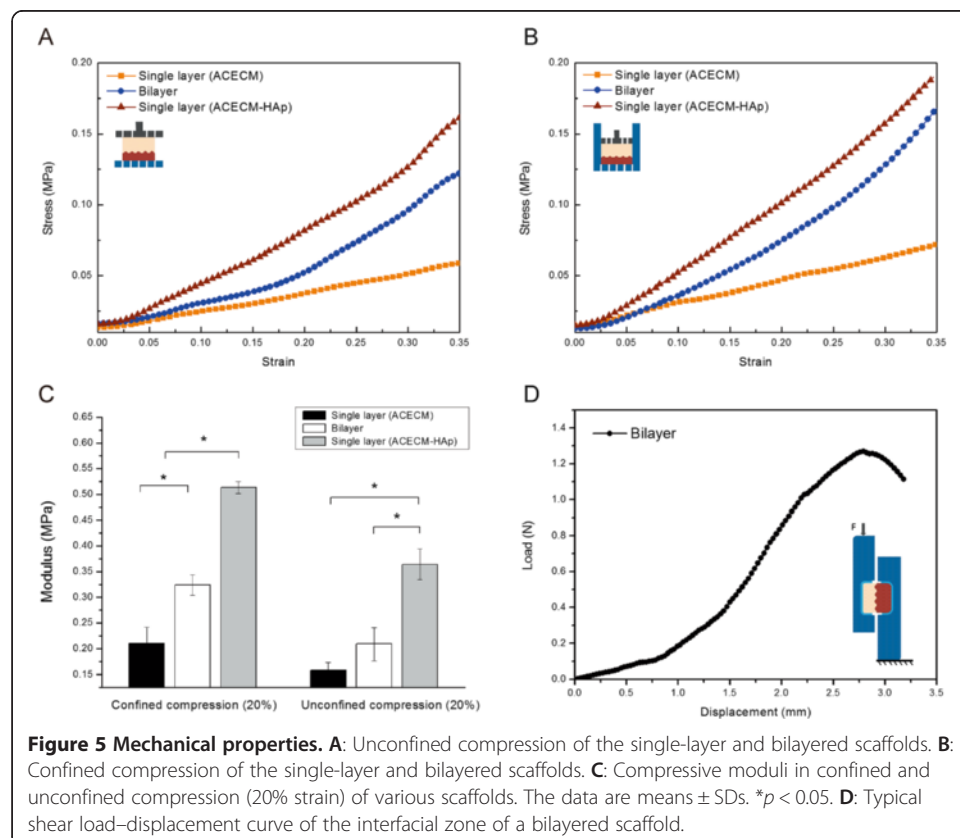 A
Single layer (ACECM)
Bilayer
Single layer (ACECM-HAp)
Stress (MPa)
0.20
0.15
0.10
0.05
0.00 0.05 0.10 0.15 0.20 0.25 0.30 0.35
Strain
B
Single layer (ACECM)
Bilayer
Single layer (ACECM-HAp)
Stress (MPa)
0.20
0.15
0.10
0.05
0.00 0.05 0.10 0.15 0.20 0.25 0.30 0.35
Strain
C
Single layer (ACECM)
Bilayer
Single layer (ACECM-HAp)
Modulus (MPa)
0.65
0.60
0.55
0.50
0.45
0.40
0.35
0.30
0.25
0.20
0.15
*
*
*
*
Confined compression (20%) Unconfined compression (20%)
D
Bilayer
Load (N)
1.4
1.2
1.0
0.8
0.6
0.4
0.2
0.0
F
0.0 0.5 1.0 1.5 2.0 2.5 3.0 3.5
Displacement (mm)
Figure 5 Mechanical properties. A: Unconfined compression of the single-layer and bilayered scaffolds. B:
Confined compression of the single-layer and bilayered scaffolds. C: Compressive moduli in confined and
unconfined compression (20% strain) of various scaffolds. The data are means ± SDs. *p < 0.05. D: Typical
shear load–displacement curve of the interfacial zone of a bilayered scaffold.